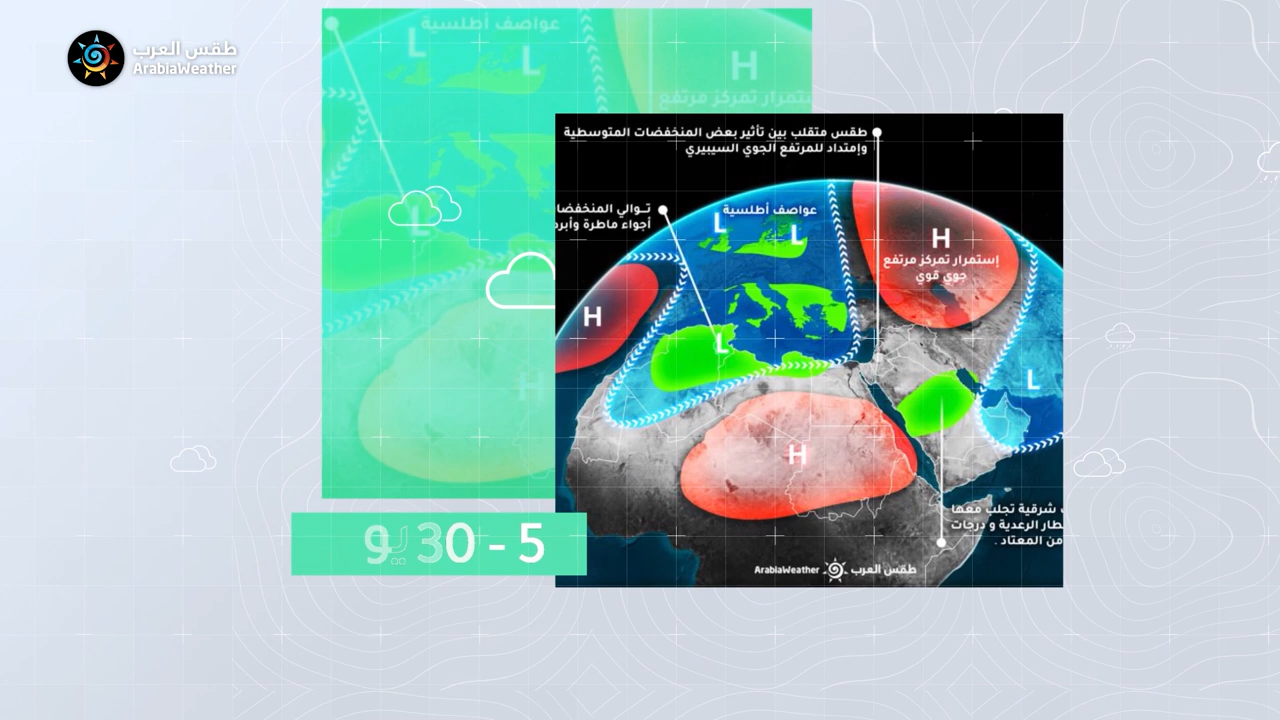 طقس العرب
ArabiaWeather
عواصف أطلسية
L
L
H
إستمرار تمركز مرتفع
L
H
طقس متقلب بين تأثير بعض المنخفضات المتوسطية
وإمتداد للمرتفع الجوي السيبيري
تـوالي المنخفضا
أجواء ماطرة وأبرد
عواصف أطلسية
L
L
H
إستمرار تمركز مرتفع
جوي قوي
H
L
L
H
شرقية تجلب معها
طار الرعدية و درجات
من المعتاد .
ArabiaWeather طقس العرب
5 - 30